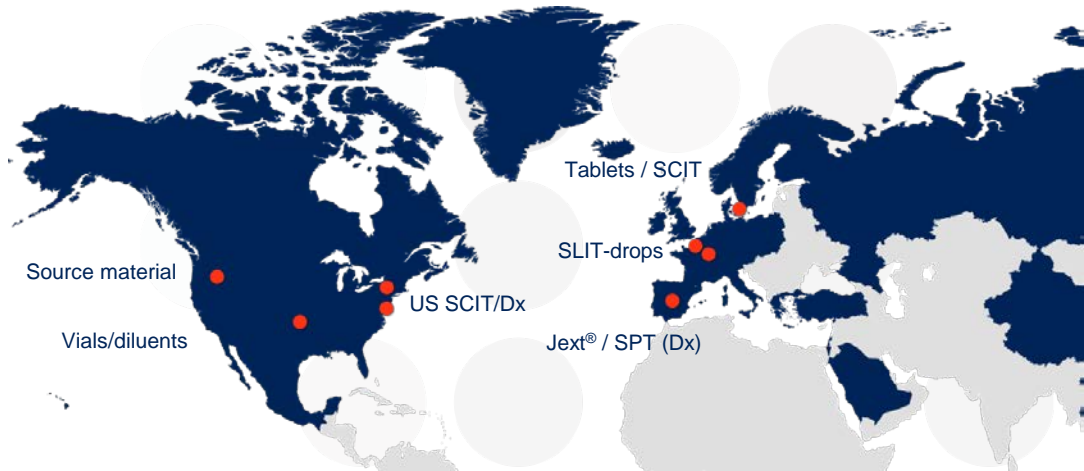 Tablets / SCIT
SLIT-drops
Source material
US SCIT/Dx
Vials/diluents
Jext® / SPT (Dx)